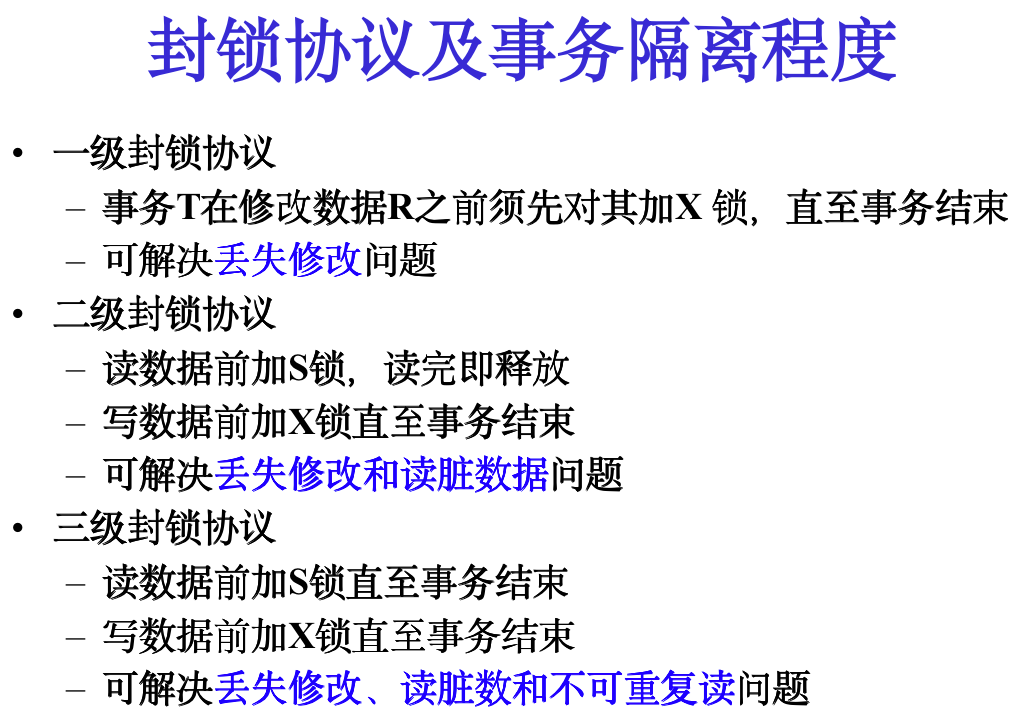 封锁协议及事务隔离程度
• 一级封锁协议
– 事务T在修改数据R之前须先对其加X 锁，直至事务结束
– 可解决丢失修改问题
• 二级封锁协议
– 读数据前加S锁，读完即释放
– 写数据前加X锁直至事务结束
– 可解决丢失修改和读脏数据问题
• 三级封锁协议
– 读数据前加S锁直至事务结束
– 写数据前加X锁直至事务结束
– 可解决丢失修改、读脏数和不可重复读问题